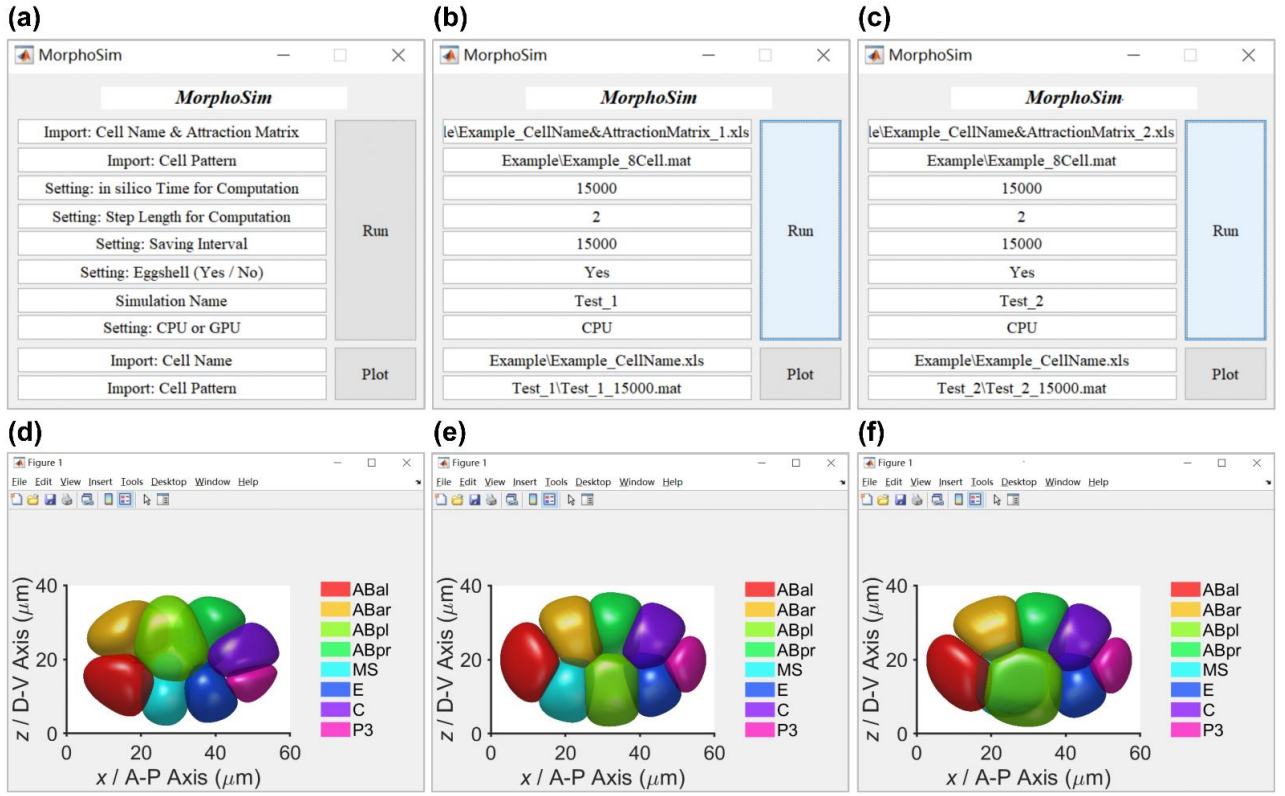 (a)
MorphoSim
MorphoSim
Import: Cell Name & Attraction Matrix
Import: Cell Pattern
Setting: in silico Time for Computation
Setting: Step Length for Computation
Setting: Saving Interval
Setting: Eggshell (Yes / No)
Simulation Name
Setting: CPU or GPU
Run
Import: Cell Name
Import: Cell Pattern
Plot
(b)
MorphoSim
MorphoSim
le\Example_CellName&AttractionMatrix_1.xls
Example\Example_8Cell.mat
15000
2
15000
Yes
Test_1
CPU
Run
Example\Example_CellName.xls
Test_1\Test_1_15000.mat
Plot
(c)
MorphoSim
MorphoSim
le\Example_CellName&AttractionMatrix_2.xls
Example\Example_8Cell.mat
15000
2
15000
Yes
Test_2
CPU
Run
Example\Example_CellName.xls
Test_2\Test_2_15000.mat
Plot
(d)
Figure 1
File Edit View Insert Tools Desktop Window Help
z / D-V Axis (μm)
40
20
0
0 20 40 60
x / A-P Axis (μm)
ABal
ABar
ABpl
ABpr
MS
E
C
P3
(e)
Figure 1
File Edit View Insert Tools Desktop Window Help
z / D-V Axis (μm)
40
20
0
0 20 40 60
x / A-P Axis (μm)
ABal
ABar
ABpl
ABpr
MS
E
C
P3
(f)
Figure 1
File Edit View Insert Tools Desktop Window Help
z / D-V Axis (μm)
40
20
0
0 20 40 60
x / A-P Axis (μm)
ABal
ABar
ABpl
ABpr
MS
E
C
P3